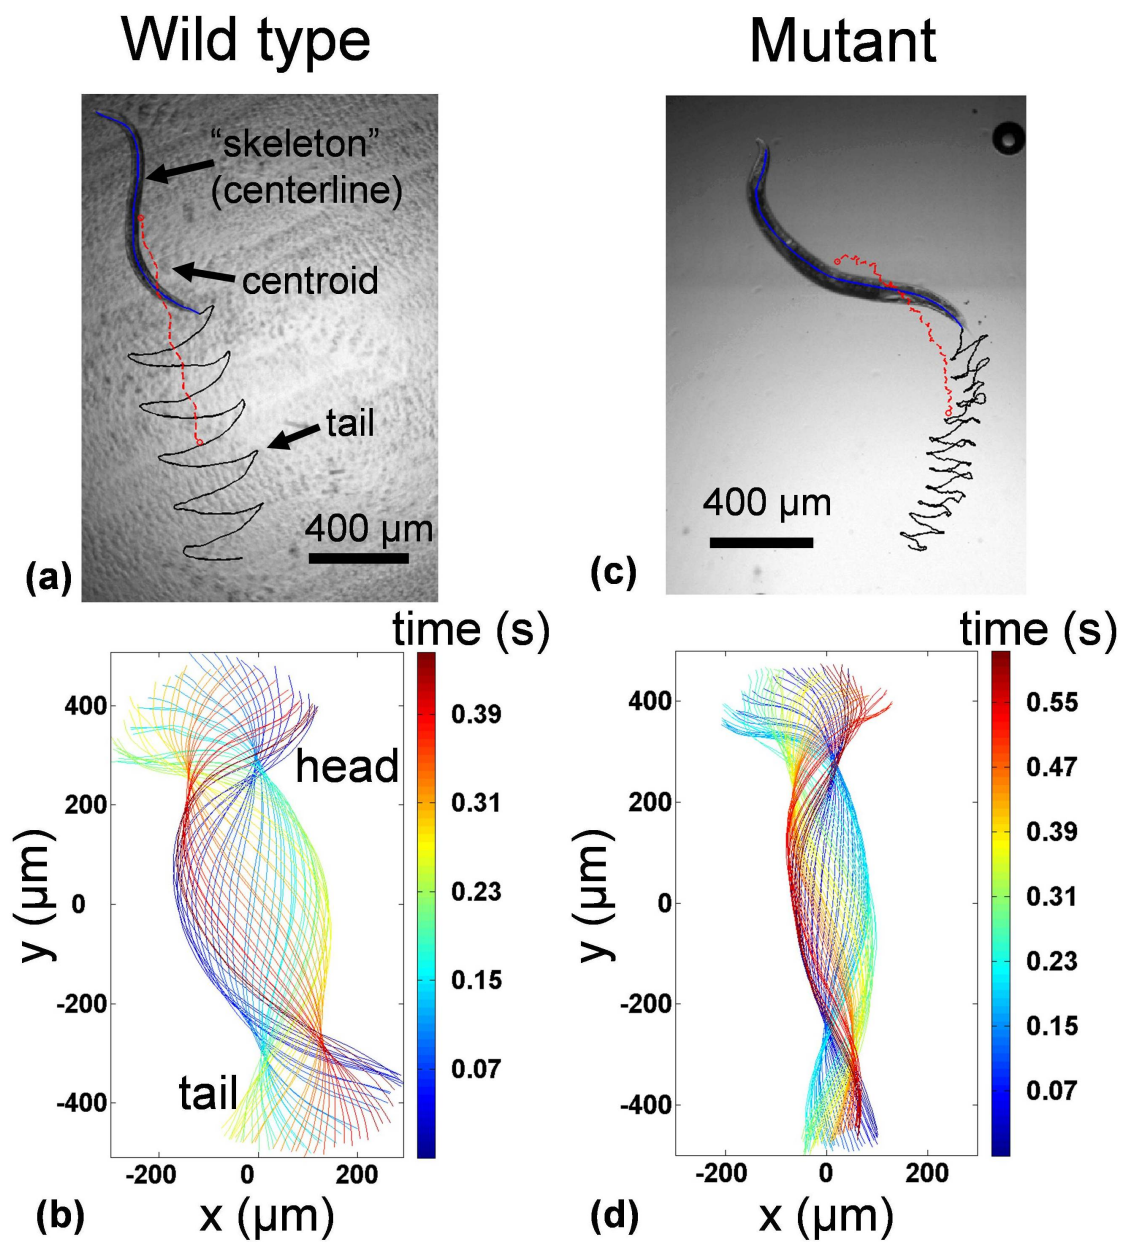 Wild type
Mutant
“skeleton”
(centerline)
centroid
tail
400 µm
(a)
400 µm
(c)
time (s)
400
200
0
-200
-400
-200
0
200
y (µm)
x (µm)
head
tail
0.39
0.31
0.23
0.15
0.07
(b)
time (s)
400
200
0
-200
-400
-200
0
200
y (µm)
x (µm)
0.55
0.47
0.39
0.31
0.23
0.15
0.07
(d)